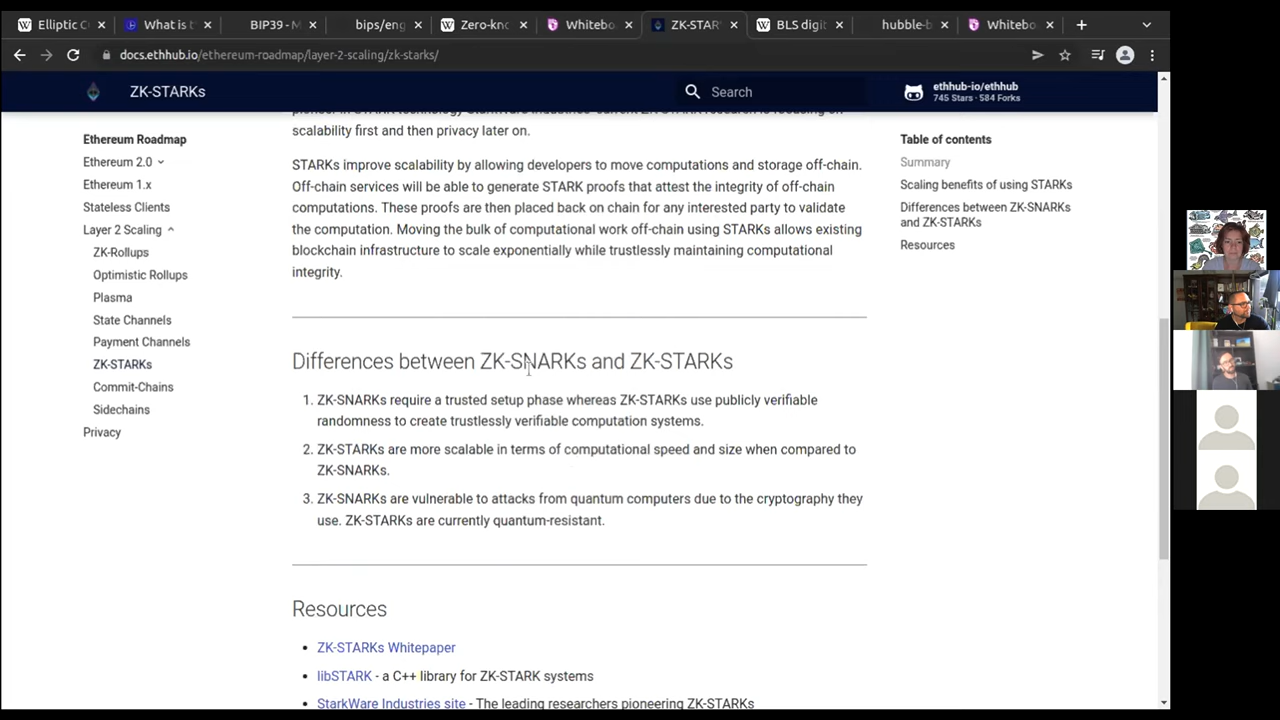 Elliptic C
What is t
BIP39 - M
bips/eng
Zero-kno
Whitebo
ZK-STAR
BLS digit
hubble-b
Whitebo
docs.ethhub.io/ethereum-roadmap/layer-2-scaling/zk-starks/
ZK-STARKs
Search
ethhub-io/ethhub
745 Stars · 584 Forks
Ethereum Roadmap
Ethereum 2.0
Ethereum 1.x
Stateless Clients
Layer 2 Scaling
ZK-Rollups
Optimistic Rollups
Plasma
State Channels
Payment Channels
ZK-STARKs
Commit-Chains
Sidechains
Privacy
scalability first and then privacy later on.
STARKs improve scalability by allowing developers to move computations and storage off-chain.
Off-chain services will be able to generate STARK proofs that attest the integrity of off-chain
computations. These proofs are then placed back on chain for any interested party to validate
the computation. Moving the bulk of computational work off-chain using STARKs allows existing
blockchain infrastructure to scale exponentially while trustlessly maintaining computational
integrity.
Differences between ZK-SNARKs and ZK-STARKs
1. ZK-SNARKs require a trusted setup phase whereas ZK-STARKs use publicly verifiable
randomness to create trustlessly verifiable computation systems.
2. ZK-STARKs are more scalable in terms of computational speed and size when compared to
ZK-SNARKs.
3. ZK-SNARKs are vulnerable to attacks from quantum computers due to the cryptography they
use. ZK-STARKs are currently quantum-resistant.
Resources
• ZK-STARKs Whitepaper
• libSTARK - a C++ library for ZK-STARK systems
• StarkWare Industries site - The leading researchers pioneering ZK-STARKs
Table of contents
Summary
Scaling benefits of using STARKs
Differences between ZK-SNARKs
and ZK-STARKs
Resources